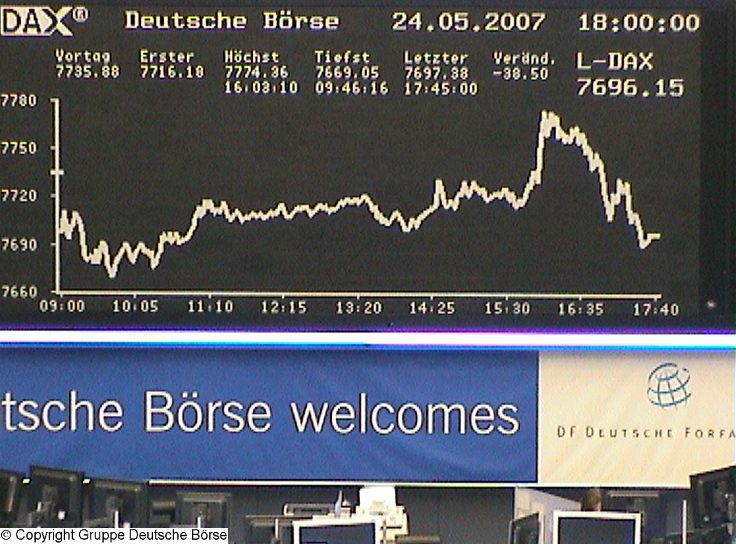 DAX® Deutsche Börse 24.05.2007 18:00:00
Vortag Erster Höchst Tiefst Letzter Veränd. L-DAX
7735.88 7716.18 7774.36 7669.05 7697.38 -38.50 7696.15
16:03:10 09:46:16 17:45:00
7780
7750
7720
7690
7660
09:00 10:05 11:10 12:15 13:20 14:25 15:30 16:35 17:40
tsche Börse welcomes
DF DEUTSCHE FORFA
© Copyright Gruppe Deutsche Börse